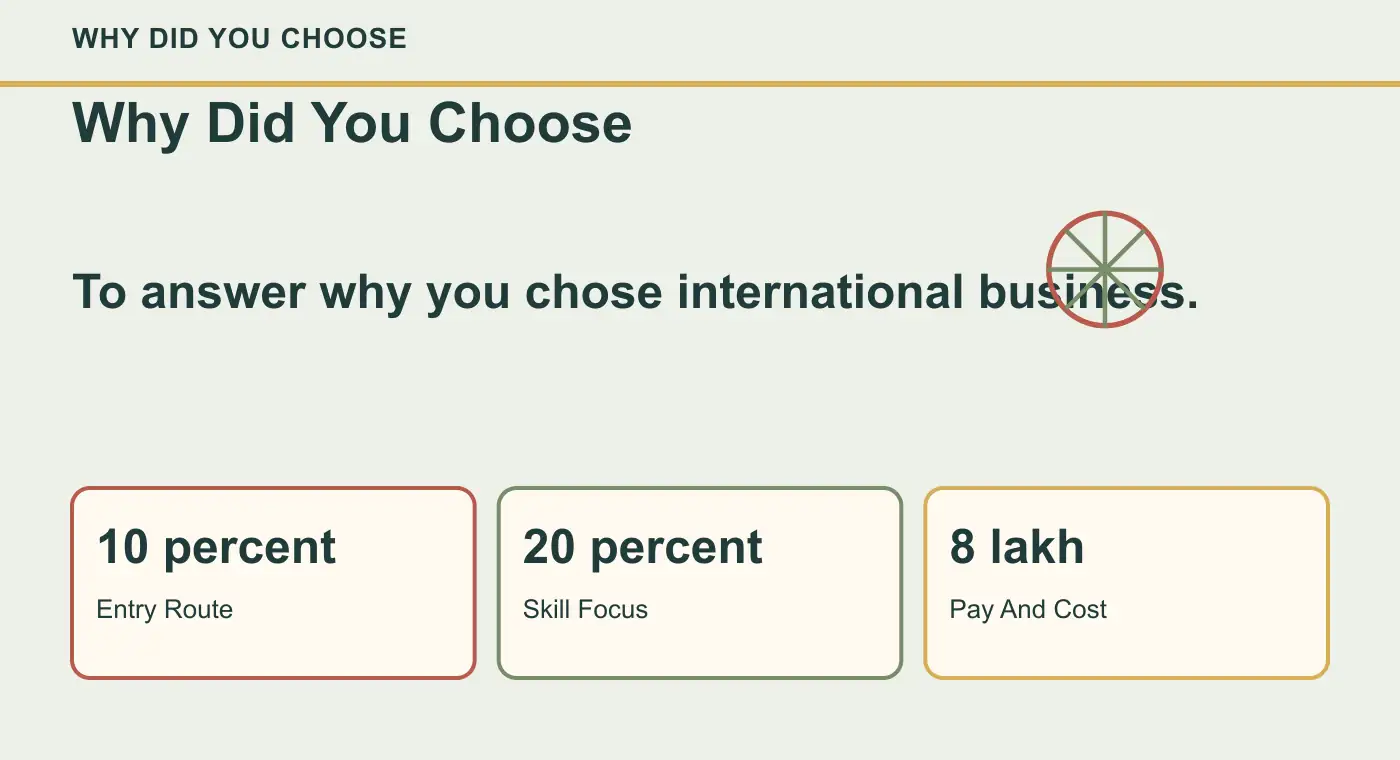 WHY DID YOU CHOOSE
Why Did You Choose
To answer why you chose international business.
10 percent
Entry Route
20 percent
Skill Focus
8 lakh
Pay And Cost